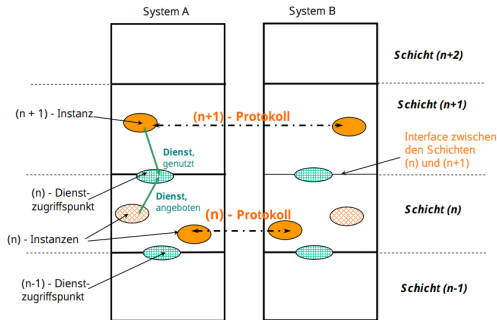 System A
System B
Schicht (n+2)
Schicht (n+1)
(n + 1) - Instanz
(n+1) - Protokoll
Interface zwischen
den Schichten
(n) und (n+1)
Dienst,
genutzt
(n) - Dienst-
zugriffspunkt
Dienst,
angeboten
(n) - Protokoll
Schicht (n)
(n) - Instanzen
(n-1) - Dienst-
zugriffspunkt
Schicht (n-1)